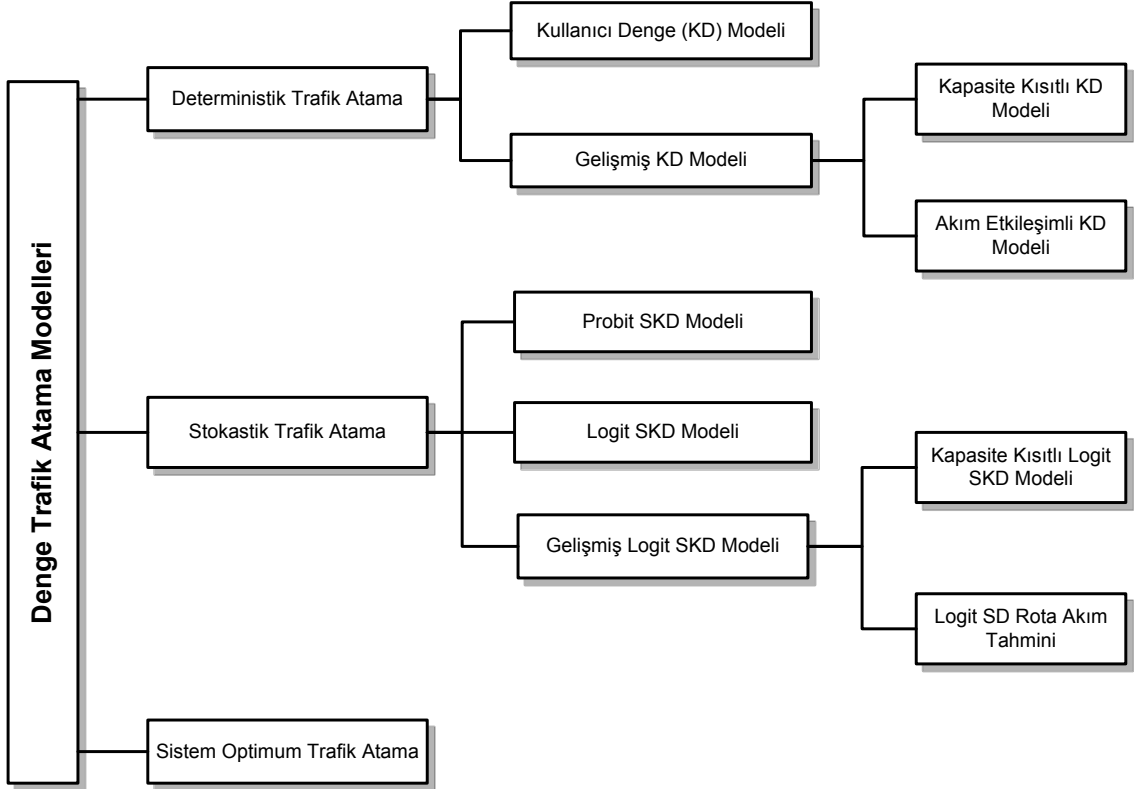 Denge Trafik Atama Modelleri
Deterministik Trafik Atama
Kullanıcı Denge (KD) Modeli
Gelişmiş KD Modeli
Kapasite Kısıtlı KD
Modeli
Akım Etkileşimli KD
Modeli
Stokastik Trafik Atama
Probit SKD Modeli
Logit SKD Modeli
Gelişmiş Logit SKD Modeli
Kapasite Kısıtlı Logit
SKD Modeli
Logit SD Rota Akım
Tahmini
Sistem Optimum Trafik Atama